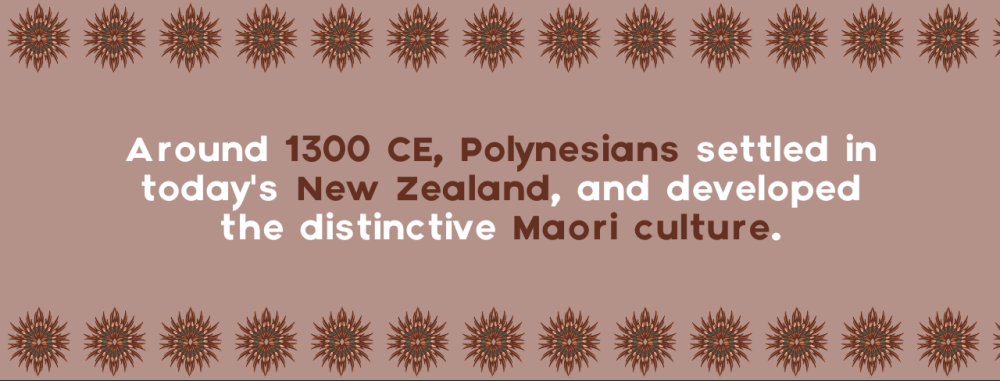 Around 1300 CE, Polynesians settled in
today's New Zealand, and developed
the distinctive Maori culture.